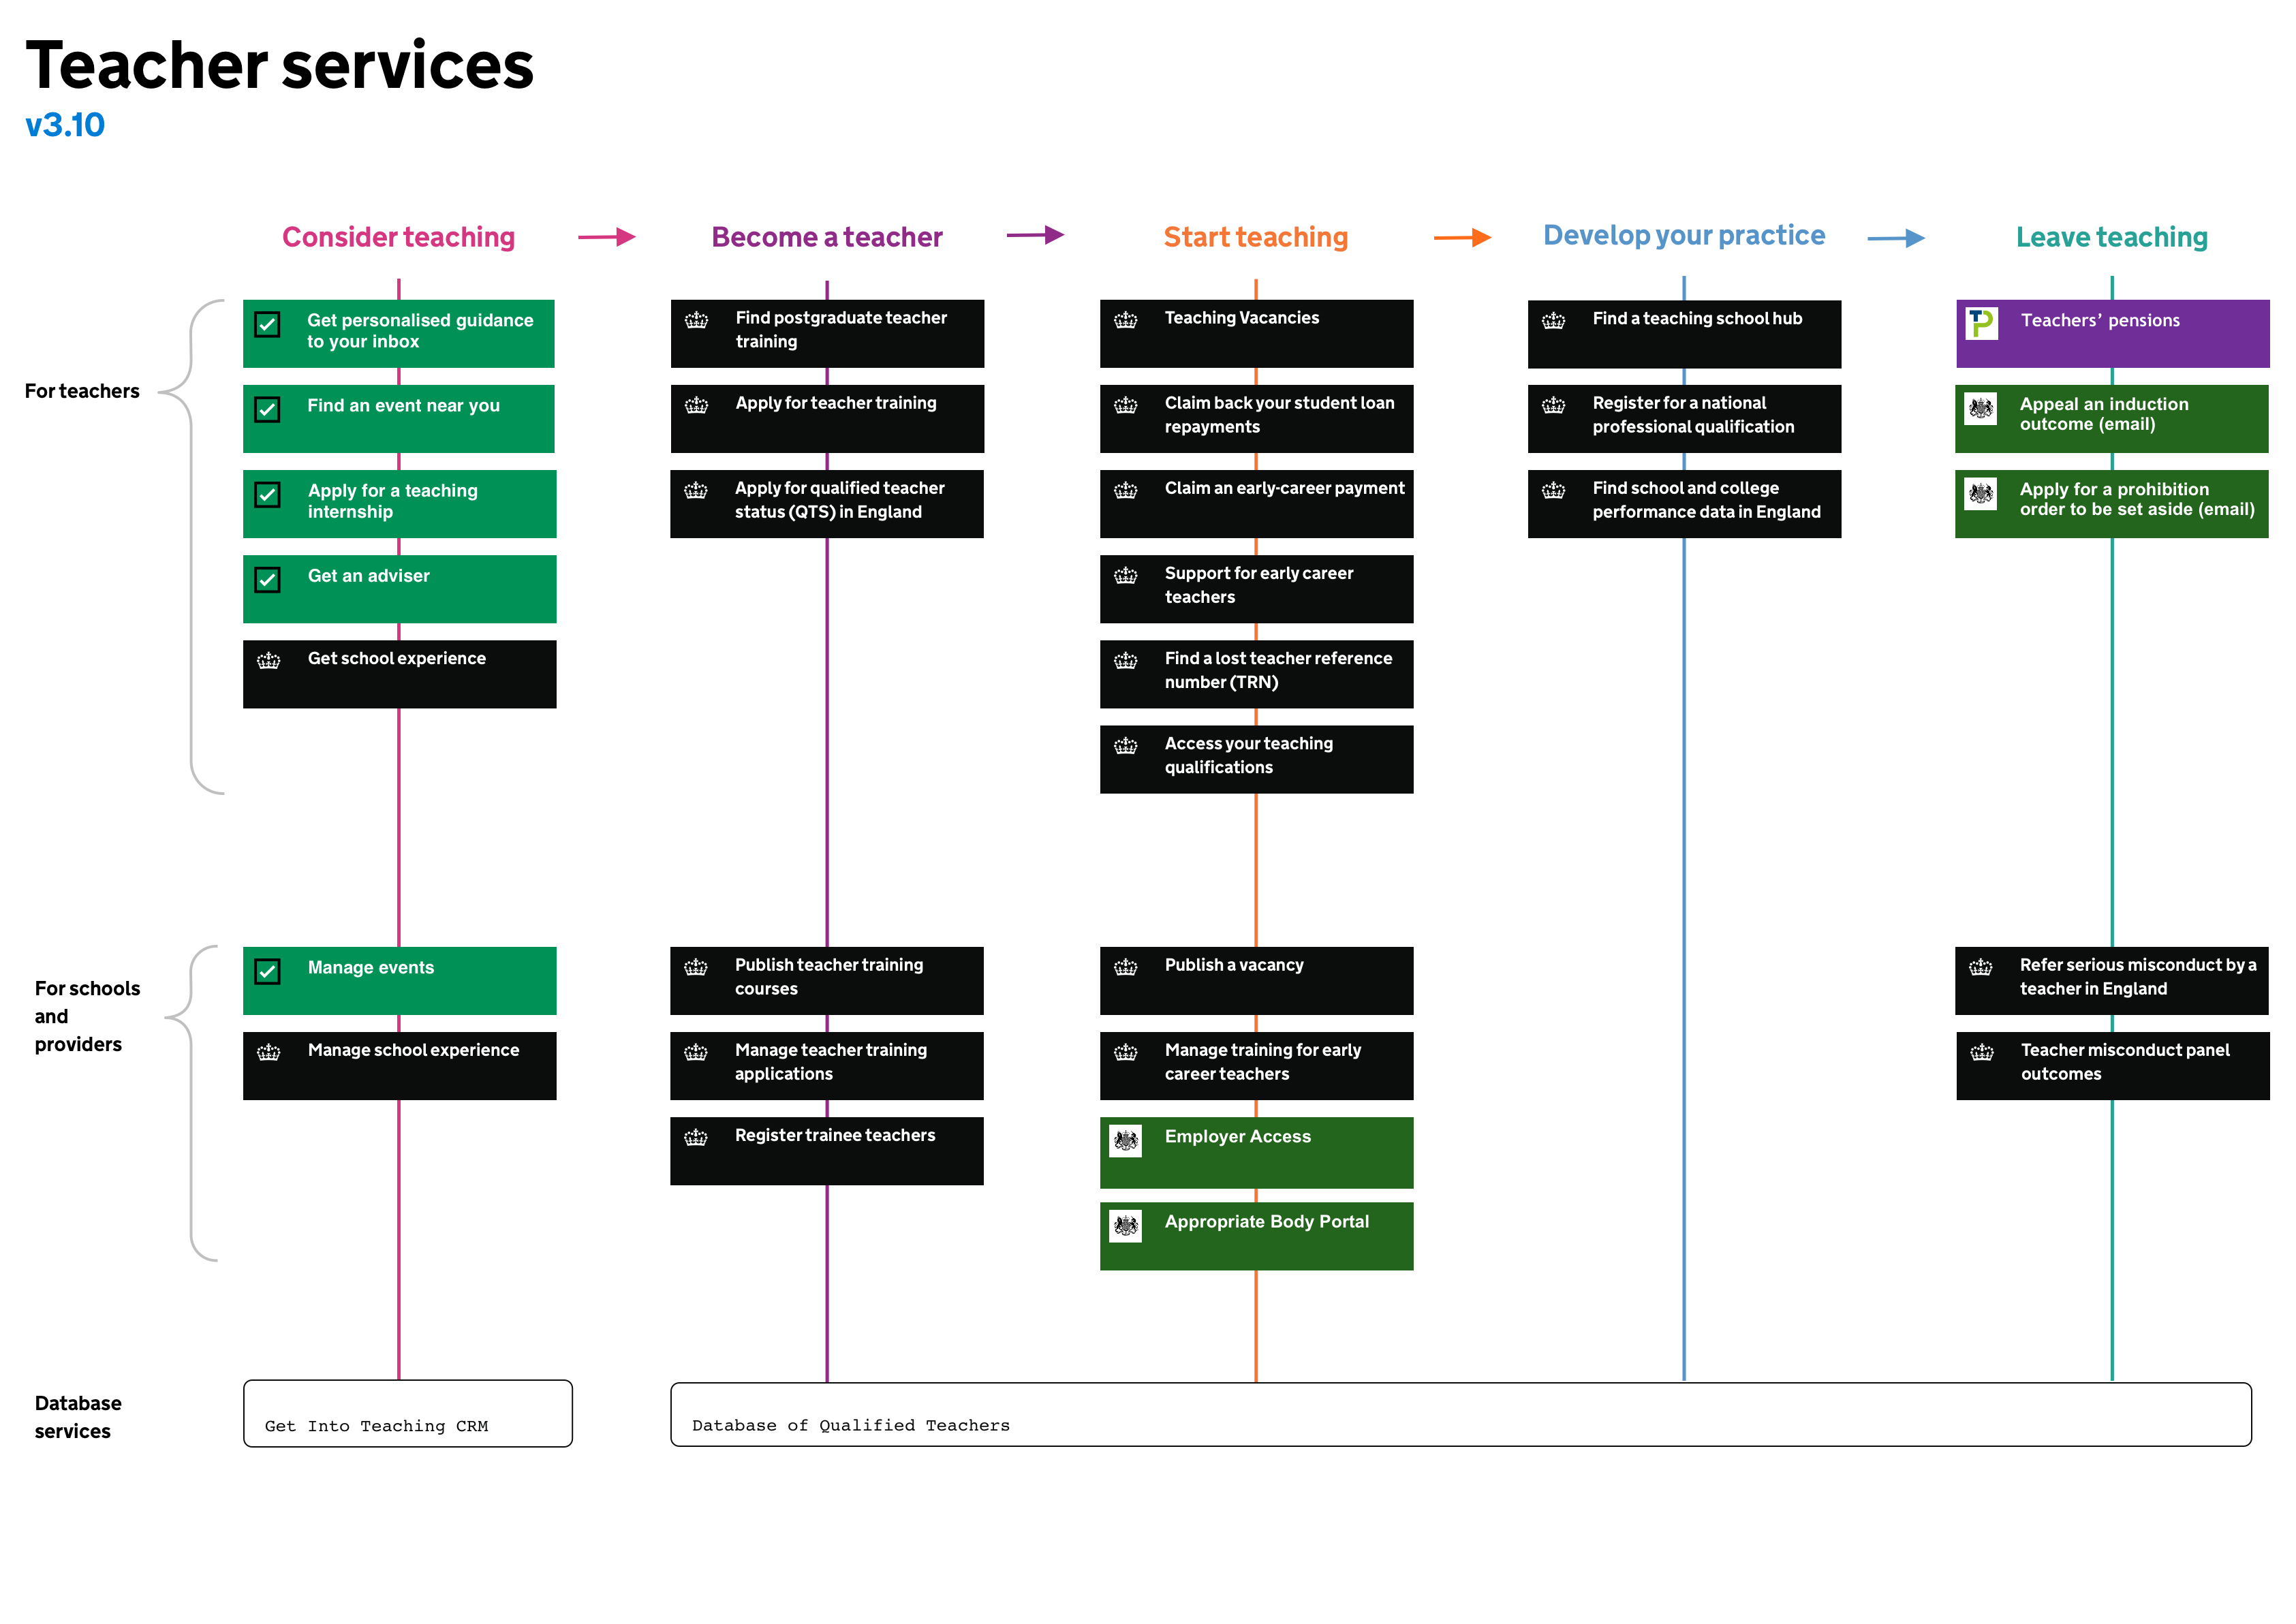 Teacher services
v3.10
Consider teaching
Become a teacher
Start teaching
Develop your practice
Leave teaching
For teachers
Get personalised guidance
to your inbox
Find an event near you
Apply for a teaching
internship
Get an adviser
Get school experience
Find postgraduate teacher
training
Apply for teacher training
Apply for qualified teacher
status (QTS) in England
Teaching Vacancies
Claim back your student loan
repayments
Claim an early-career payment
Support for early career
teachers
Find a lost teacher reference
number (TRN)
Access your teaching
qualifications
Find a teaching school hub
Register for a national
professional qualification
Find school and college
performance data in England
TP
Teachers’ pensions
Appeal an induction
outcome (email)
Apply for a prohibition
order to be set aside (email)
For schools
and
providers
Manage events
Manage school experience
Publish teacher training
courses
Manage teacher training
applications
Register trainee teachers
Publish a vacancy
Manage training for early
career teachers
Employer Access
Appropriate Body Portal
Refer serious misconduct by a
teacher in England
Teacher misconduct panel
outcomes
Database
services
Get Into Teaching CRM
Database of Qualified Teachers